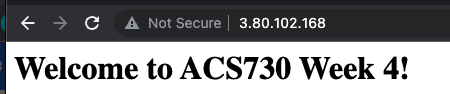 Not Secure | 3.80.102.168
Welcome to ACS730 Week 4!